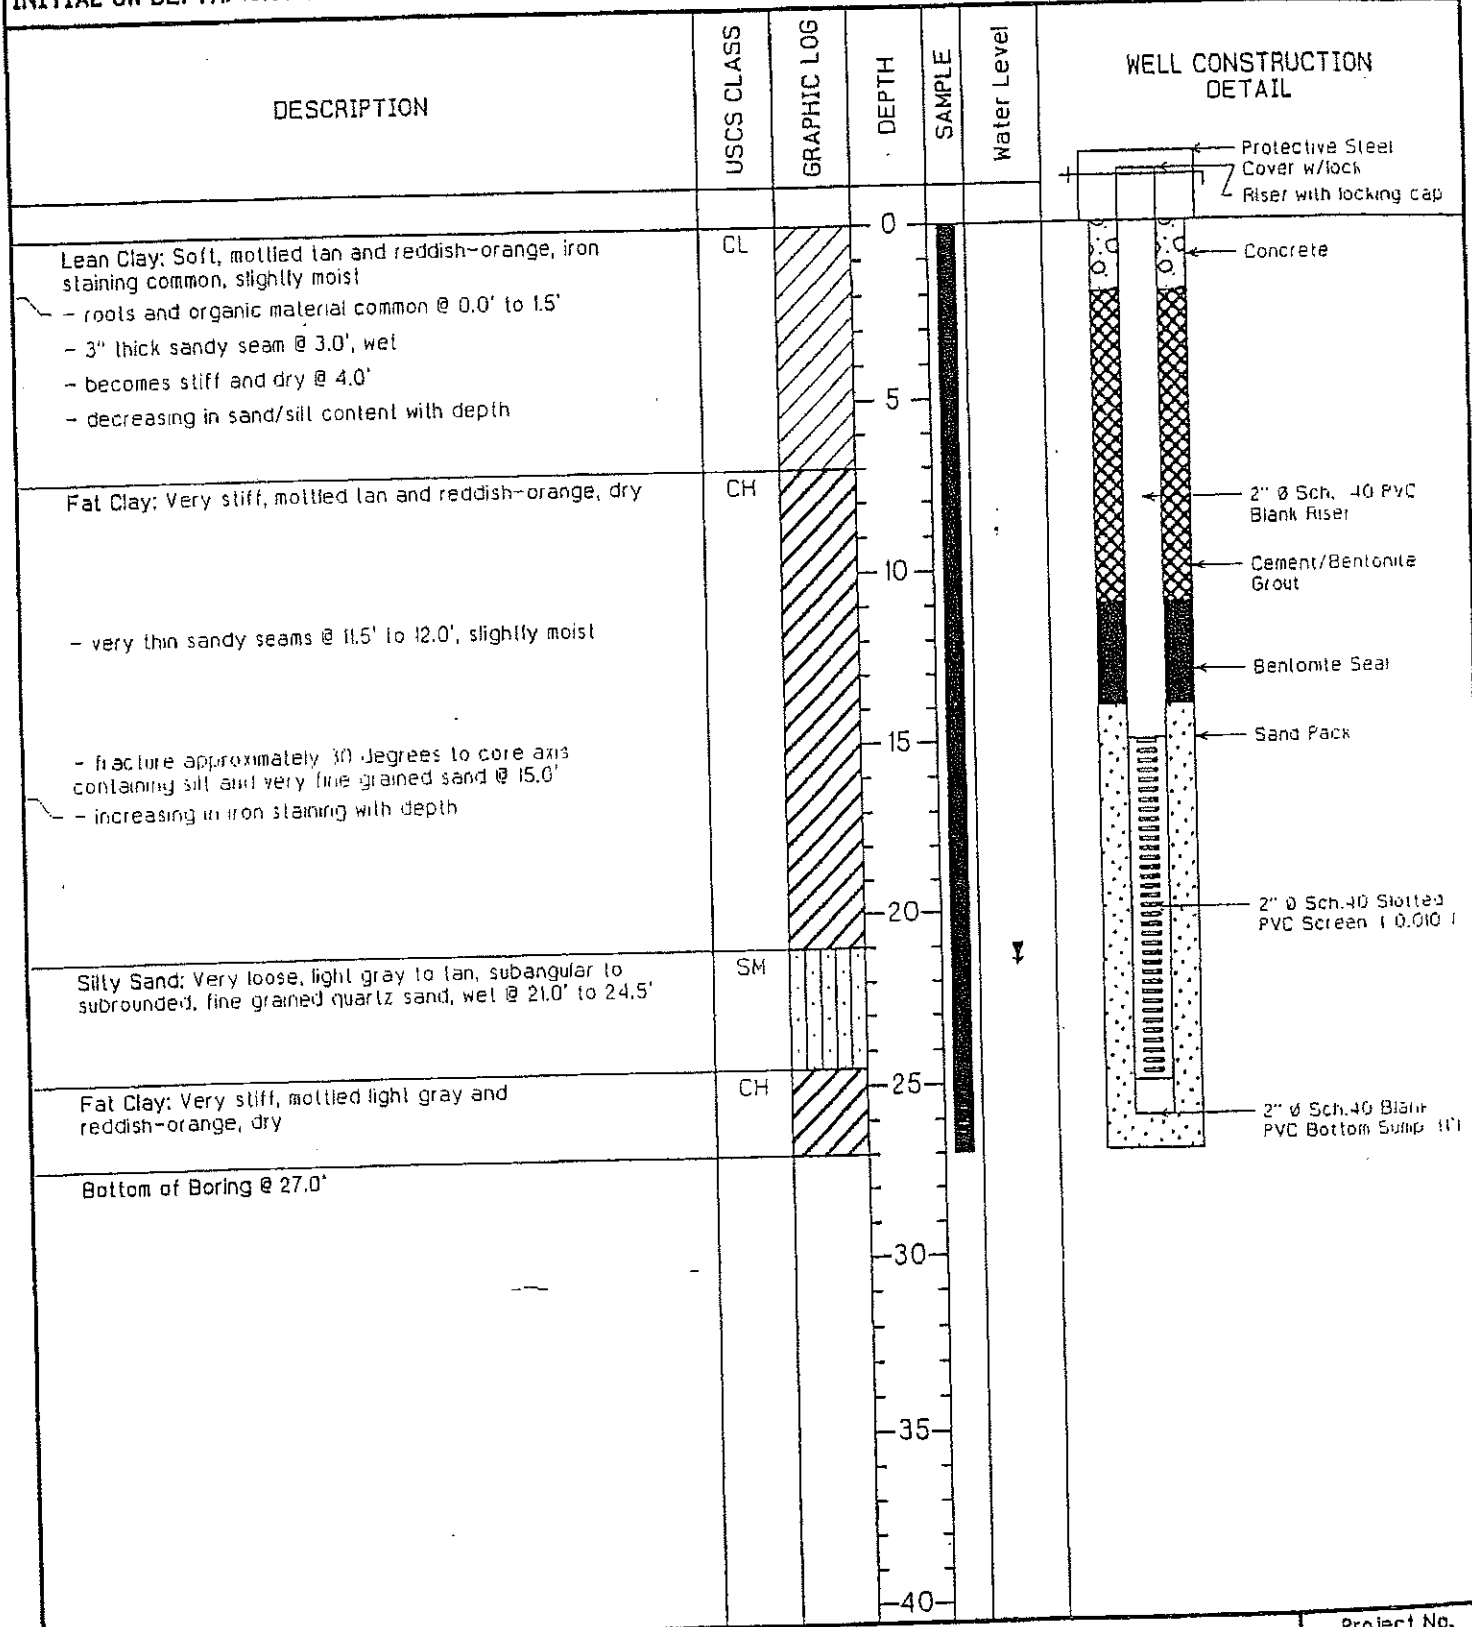 DESCRIPTION
USCS CLASS
GRAPHIC LOG
DEPTH
SAMPLE
Water Level
WELL CONSTRUCTION
DETAIL
Protective Steel
Cover w/lock
Riser with locking cap
Lean Clay: Soft, mottled tan and reddish-orange, iron
staining common, slightly moist
- roots and organic material common @ 0.0' to 1.5'
- 3" thick sandy seam @ 3.0', wet
- becomes stiff and dry @ 4.0'
- decreasing in sand/silt content with depth
CL
0
Concrete
5
Fat Clay: Very stiff, mottled tan and reddish-orange, dry
CH
2" Ø Sch. 40 PVC
Blank Riser
10
Cement/Bentonite
Grout
- very thin sandy seams @ 11.5' to 12.0', slightly moist
Bentonite Seal
15
Sand Pack
- fracture approximately 30 degrees to core axis
containing silt and very fine grained sand @ 15.0'
- increasing in iron staining with depth
20
2" Ø Sch.40 Slotted
PVC Screen ( 0.010
Silty Sand: Very loose, light gray to tan, subangular to
subrounded, fine grained quartz sand, wet @ 21.0' to 24.5'
SM
Fat Clay: Very stiff, mottled light gray and
reddish-orange, dry
CH
25
2" Ø Sch.40 Blank
PVC Bottom Sump
Bottom of Boring @ 27.0'
30
35
40
Project No.